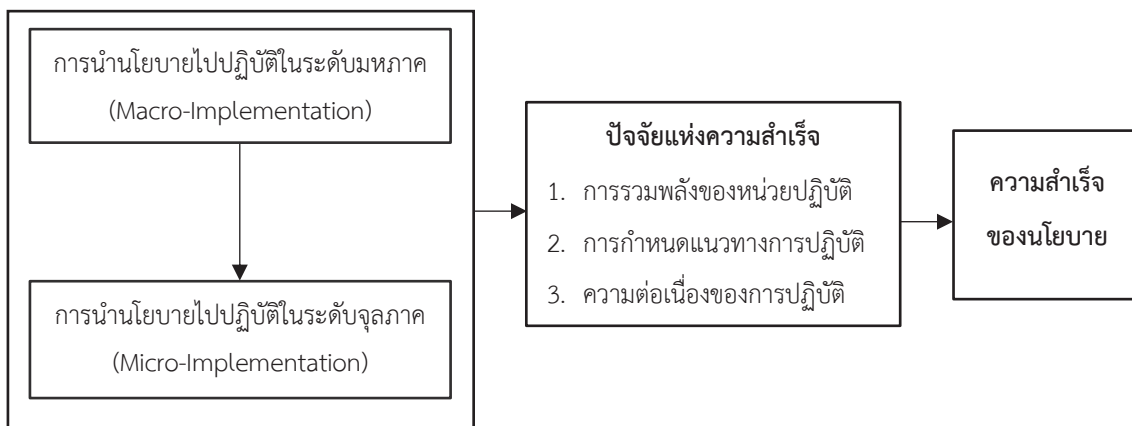 การนำนโยบายไปปฏิบัติในระดับมหภาค
(Macro-Implementation)
การนำนโยบายไปปฏิบัติในระดับจุลภาค
(Micro-Implementation)
ปัจจัยแห่งความสำเร็จ
1. การรวมพลังของหน่วยปฏิบัติ
2. การกำหนดแนวทางการปฏิบัติ
3. ความต่อเนื่องของการปฏิบัติ
ความสำเร็จ
ของนโยบาย